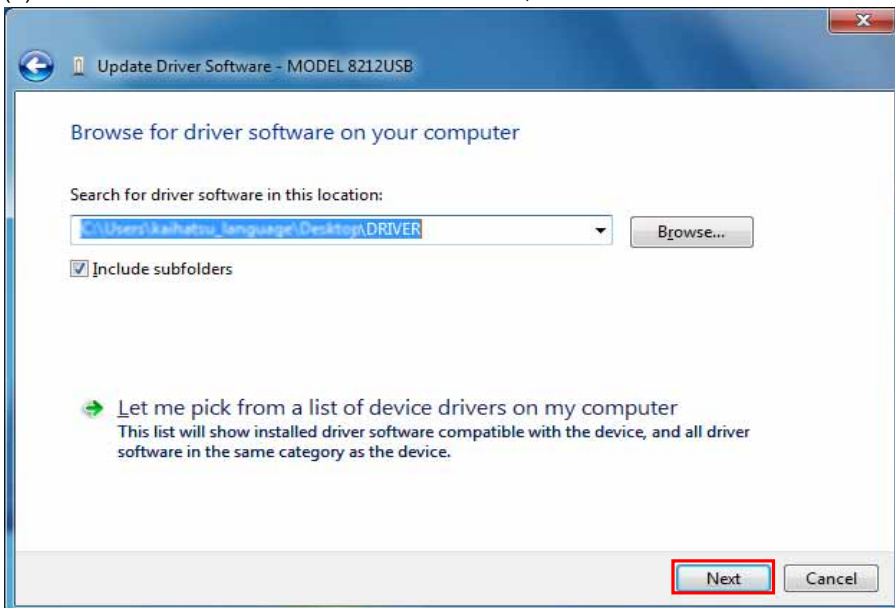 Update Driver Software - MODEL 8212USB
Browse for driver software on your computer
Search for driver software in this location:
C:\Users\kaihatsu_language\Desktop\DRIVER
Browse...
Include subfolders
Let me pick from a list of device drivers on my computer
This list will show installed driver software compatible with the device, and all driver
software in the same category as the device.
Next
Cancel